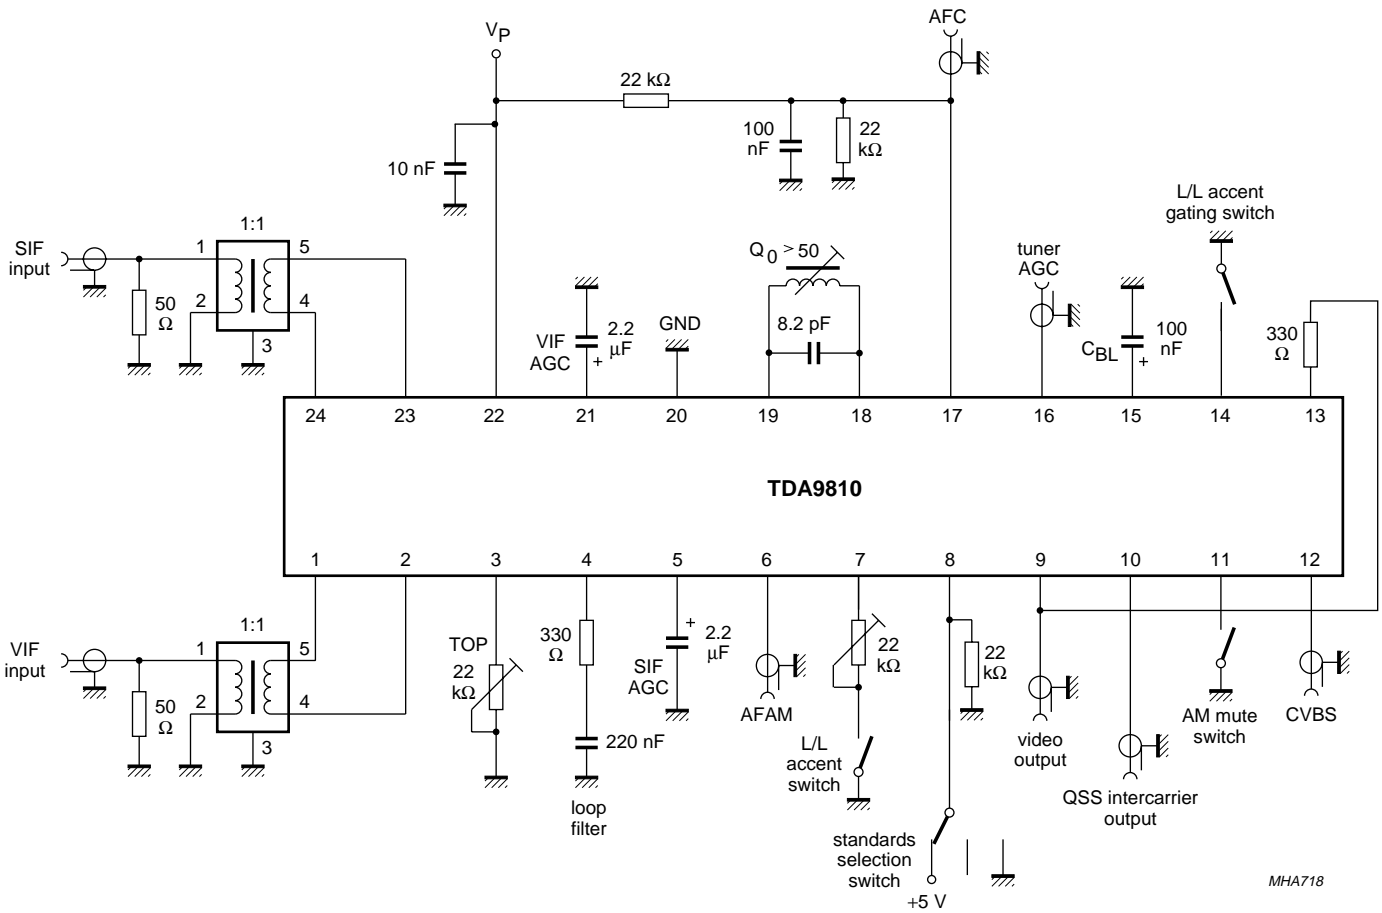 AFC
VP
22 kΩ
100
nF
22
kΩ
10 nF
L/L accent
gating switch
1:1
SIF
input
1
5
2
4
3
50
Ω
Q0 > 50
8.2 pF
tuner
AGC
VIF
AGC
2.2
µF
+
GND
CBL
100
nF
+
330
Ω
24
23
22
21
20
19
18
17
16
15
14
13
TDA9810
1
2
3
4
5
6
7
8
9
10
11
12
1:1
VIF
input
1
5
2
4
3
50
Ω
TOP
22
kΩ
330
Ω
220 nF
loop
filter
+
2.2
µF
SIF
AGC
AFAM
22
kΩ
L/L
accent
switch
22
kΩ
standards
selection
switch
+5 V
video
output
QSS intercarrier
output
AM mute
switch
CVBS
MHA718